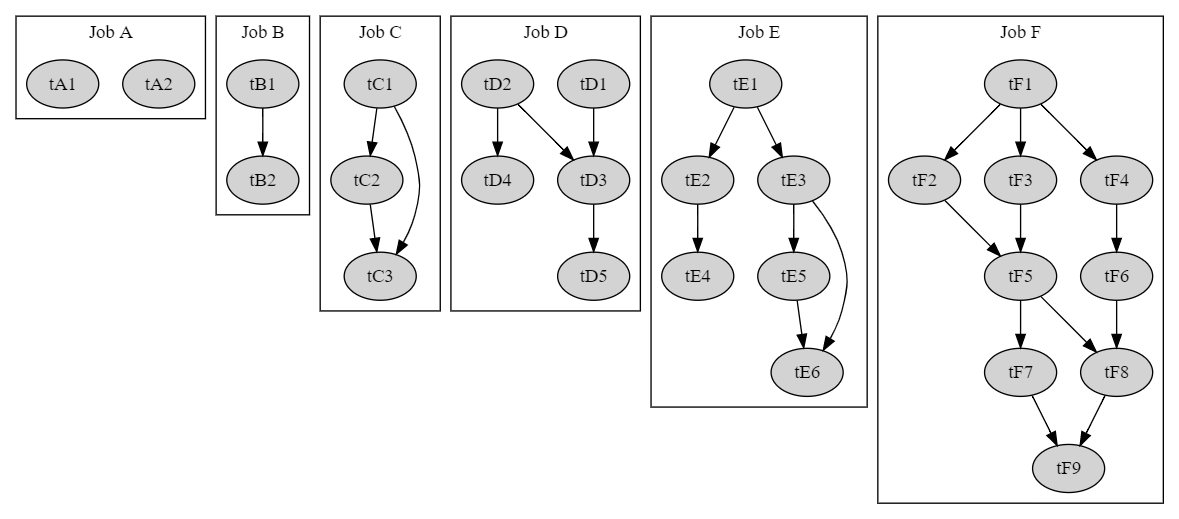 Job A
tA1
tA2
Job B
tB1
tB2
Job C
tC1
tC2
tC3
Job D
tD2
tD1
tD4
tD3
tD5
Job E
tE1
tE2
tE3
tE4
tE5
tE6
Job F
tF1
tF2
tF3
tF4
tF5
tF6
tF7
tF8
tF9